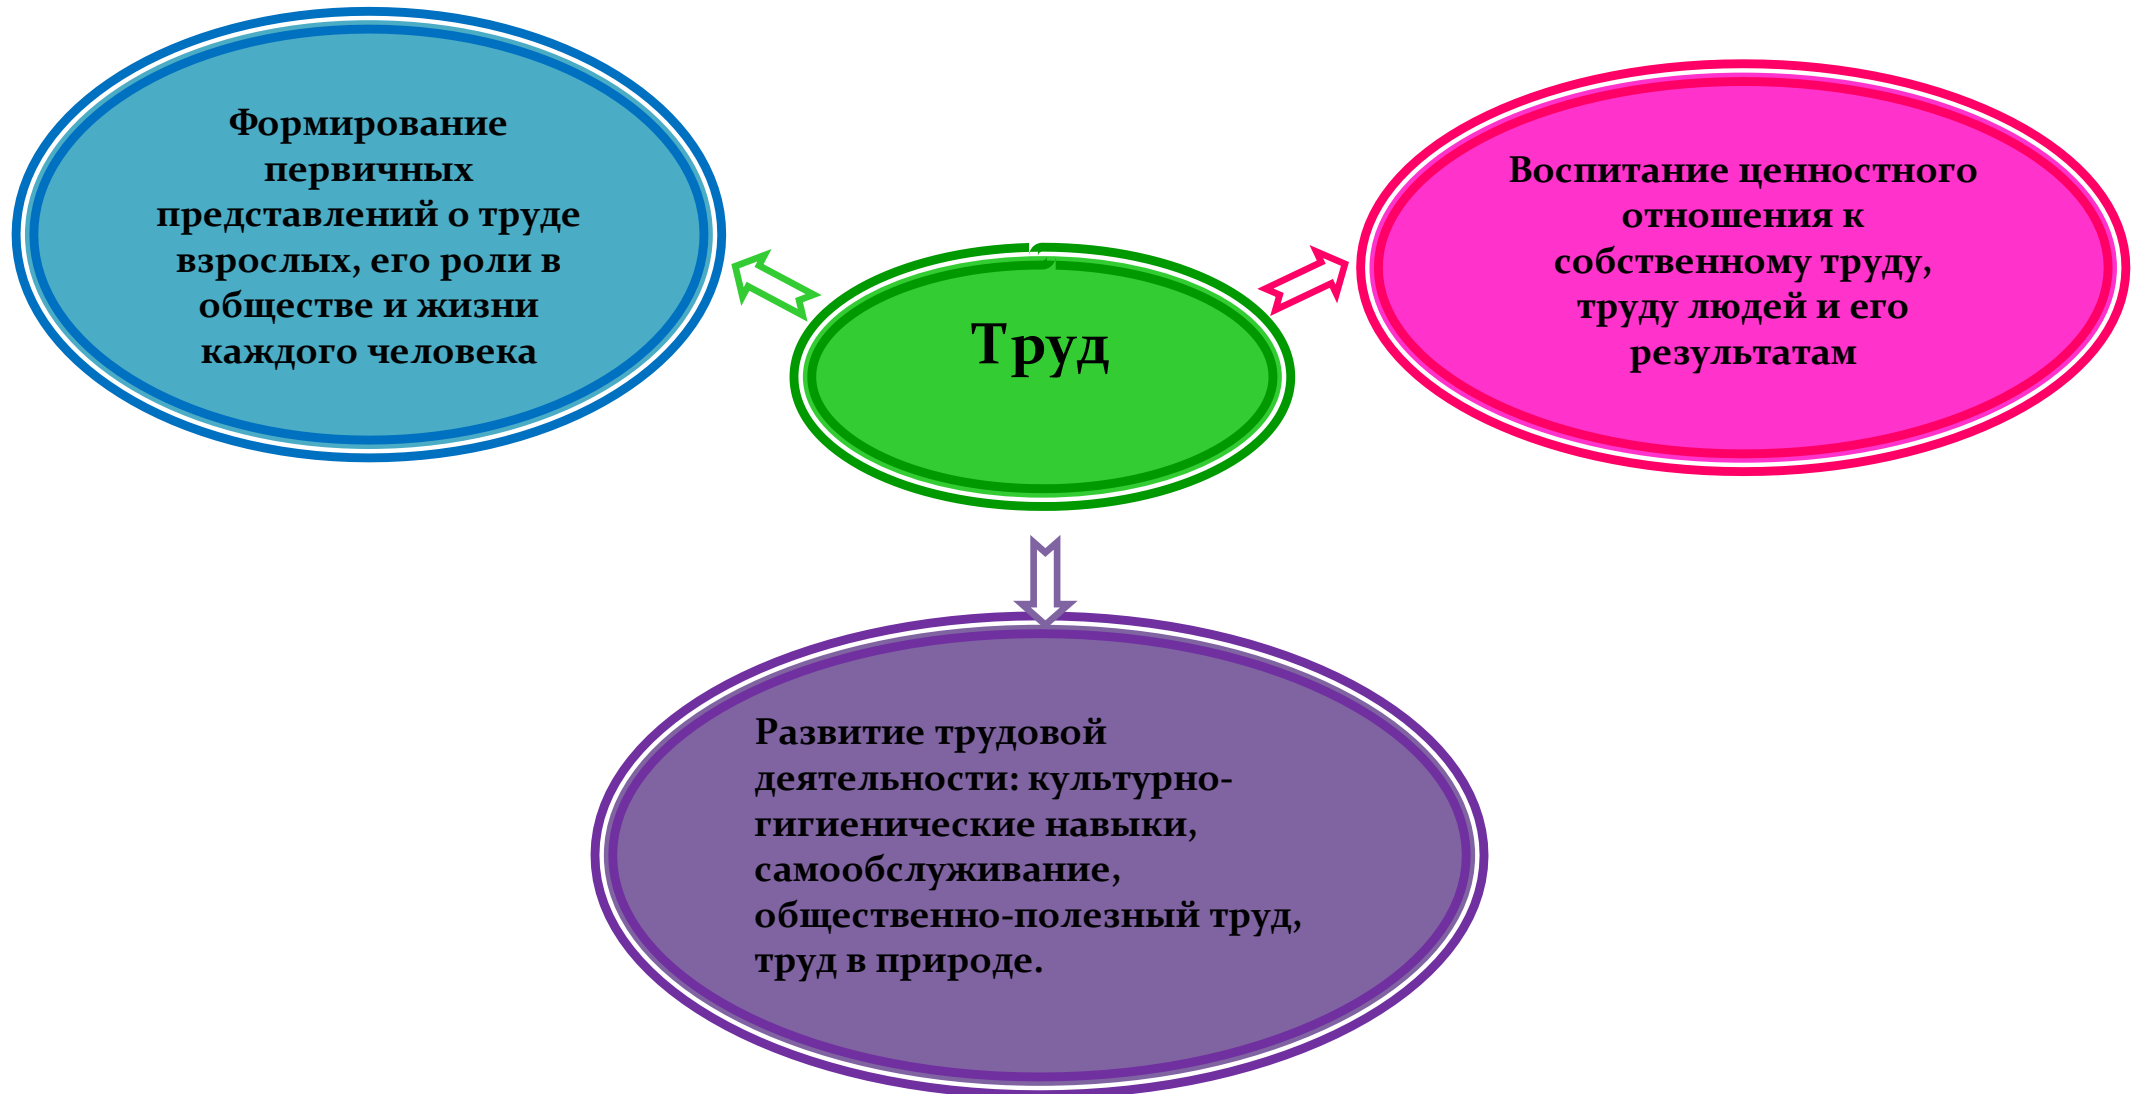 Формирование
первичных
представлений о труде
взрослых, его роли в
обществе и жизни
каждого человека
Воспитание ценностного
отношения к
собственному труду,
труду людей и его
результатам
Труд
Развитие трудовой
деятельности: культурно-
гигиенические навыки,
самообслуживание,
общественно-полезный труд,
труд в природе.